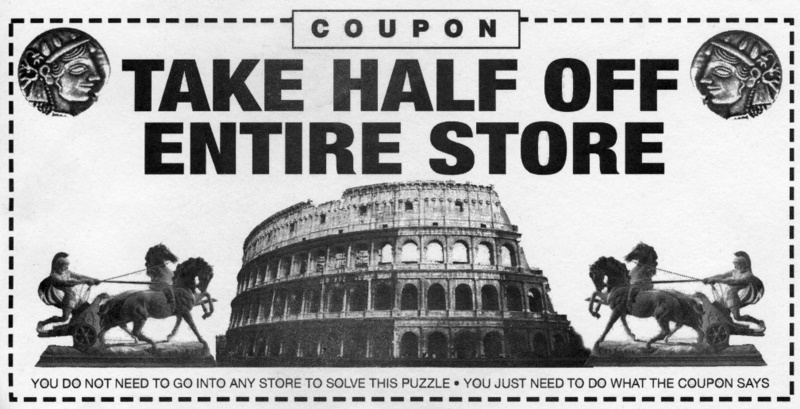 COUPON
TAKE HALF OFF
ENTIRE STORE
YOU DO NOT NEED TO GO INTO ANY STORE TO SOLVE THIS PUZZLE • YOU JUST NEED TO DO WHAT THE COUPON SAYS